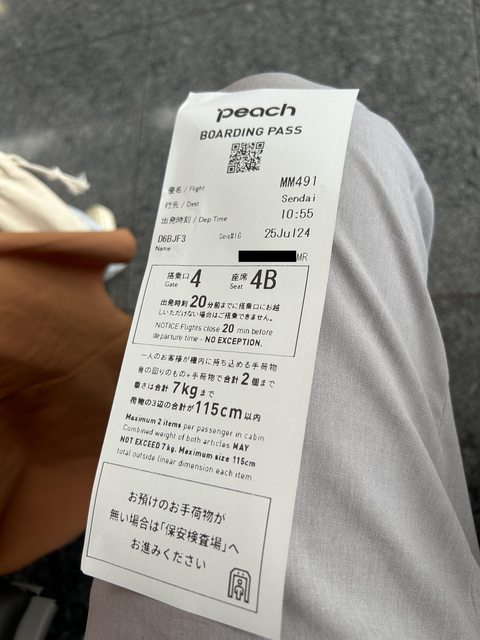 peach
BOARDING PASS
便名 / Flight MM491
行先 / Dest Sendai
出発時刻 / Dep Time 10:55
D6BJF3 Seq#16 25Jul24
Name MR
搭乗口 4 座席 4B
Gate Seat
出発時刻20分前までに搭乗口にお越
しいただけない場合はご搭乗できません。
NOTICE-Flights close 20 min before
departure time - NO EXCEPTION.
一人のお客様が機内に持ち込める手荷物
身の回りのもの+手荷物で合計2個まで
重さは合計7kgまで
荷物の3辺の合計が115cm以内
Maximum 2 items per passenger in cabin
Combined weight of both articles MAY
NOT EXCEED 7kg. Maximum size 115cm
total outside linear dimension each item.
お預けのお手荷物が
無い場合は「保安検査場」へ
お進みください